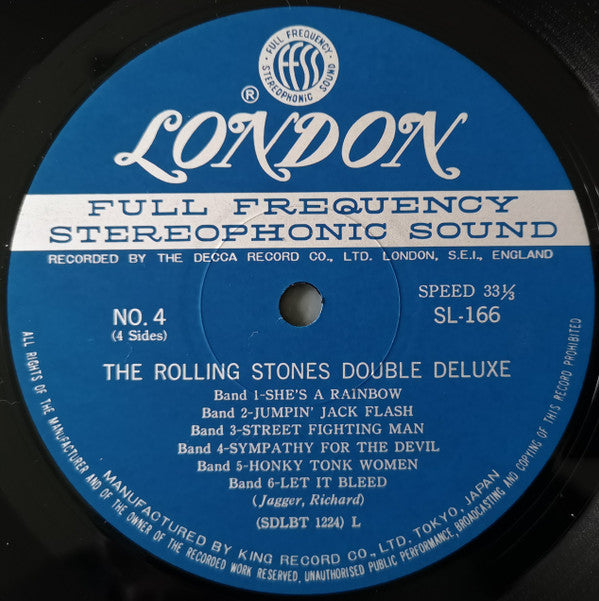 · FULL FREQUENCY ·
STEREOPHONIC SOUND
FFSS
®
LONDON
FULL FREQUENCY
STEREOPHONIC SOUND
RECORDED BY THE DECCA RECORD CO., LTD. LONDON, S.E.I., ENGLAND
NO. 4
(4 Sides)
SPEED 33⅓
SL-166
THE ROLLING STONES DOUBLE DELUXE
Band 1-SHE'S A RAINBOW
Band 2-JUMPIN' JACK FLASH
Band 3-STREET FIGHTING MAN
Band 4-SYMPATHY FOR THE DEVIL
Band 5-HONKY TONK WOMEN
Band 6-LET IT BLEED
(Jagger, Richard)
(SDLBT 1224) L
MANUFACTURED BY KING RECORD CO., LTD. TOKYO, JAPAN
ALL RIGHTS OF THE MANUFACTURER AND OF THE OWNER OF THE RECORDED WORK RESERVED, UNAUTHORISED PUBLIC PERFORMANCE, BROADCASTING AND COPYING OF THIS RECORD PROHIBITED